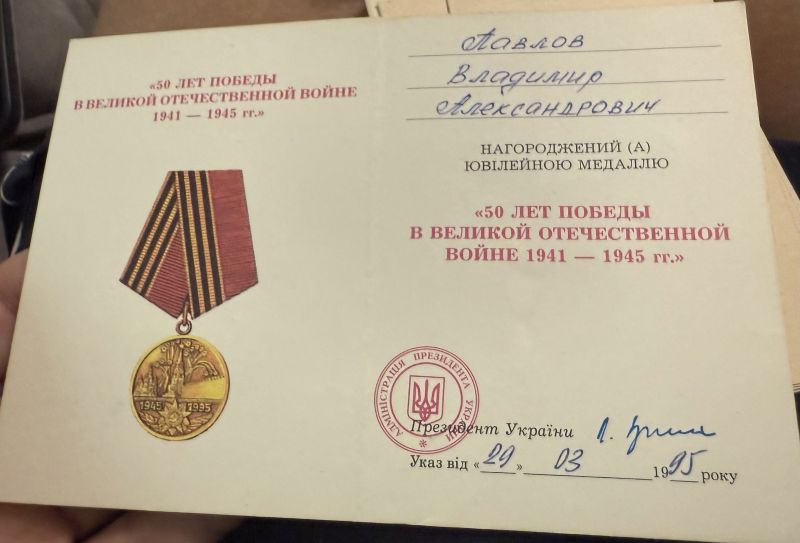 «50 ЛЕТ ПОБЕДЫ
В ВЕЛИКОЙ ОТЕЧЕСТВЕННОЙ ВОЙНЕ
1941 — 1945 гг.»
1945 1995
Павлов
Владимир
Александрович
НАГОРОДЖЕНИЙ (А)
ЮВІЛЕЙНОЮ МЕДАЛЛЮ
«50 ЛЕТ ПОБЕДЫ
В ВЕЛИКОЙ ОТЕЧЕСТВЕННОЙ
ВОЙНЕ 1941 — 1945 гг.»
АДМІНІСТРАЦІЯ ПРЕЗИДЕНТА УКРАЇНИ
Президент України
Указ від «29» 03 1995 року